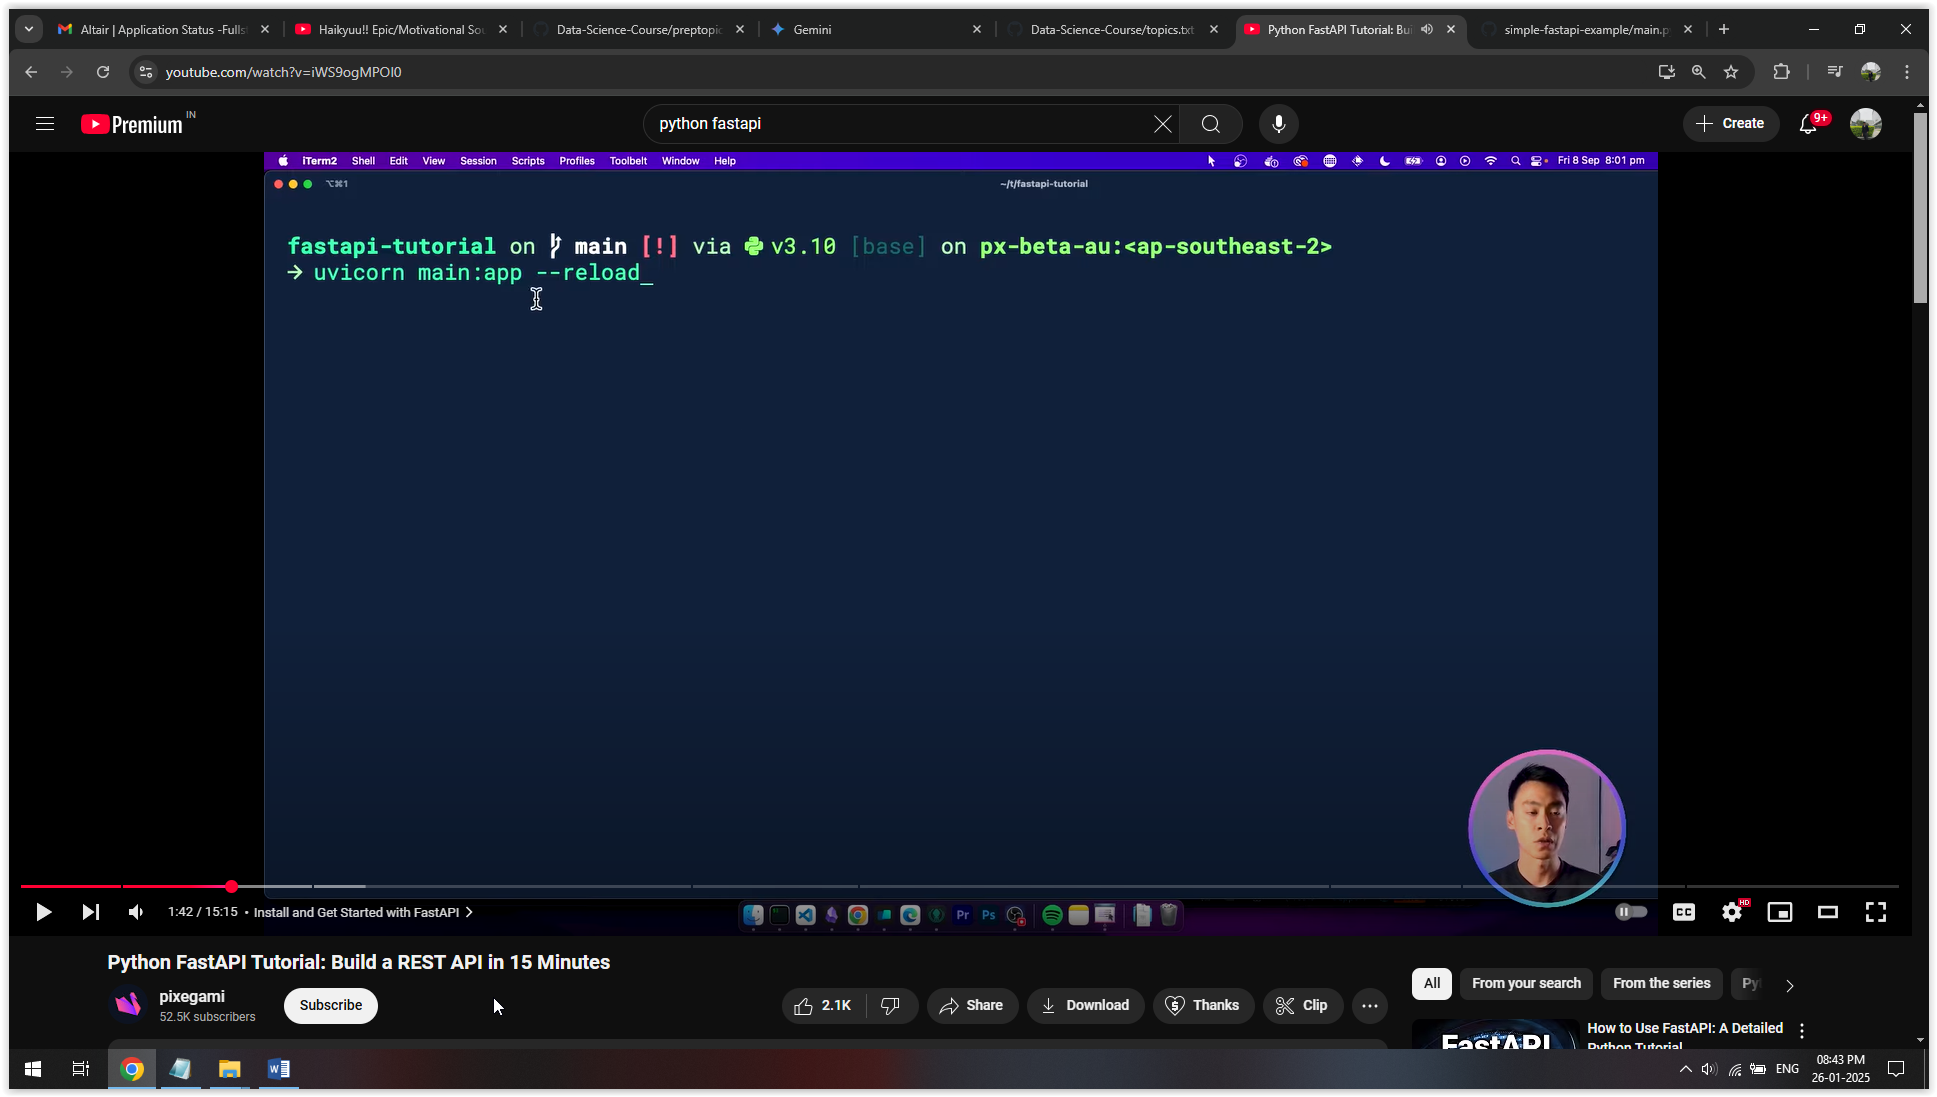 Altair | Application Status -Fulls
Haikyuu!! Epic/Motivational Sou
Data-Science-Course/preptopic
Gemini
Data-Science-Course/topics.txt
Python FastAPI Tutorial: Bui
simple-fastapi-example/main.p
youtube.com/watch?v=iWS9ogMPOI0
Premium IN
python fastapi
Create
9+
iTerm2 Shell Edit View Session Scripts Profiles Toolbelt Window Help
Fri 8 Sep 8:01 pm
⌥⌘1
~/t/fastapi-tutorial
fastapi-tutorial on main [!] via v3.10 [base] on px-beta-au:<ap-southeast-2>
→ uvicorn main:app --reload_
Pr Ps
1:42 / 15:15 • Install and Get Started with FastAPI
CC
HD
Python FastAPI Tutorial: Build a REST API in 15 Minutes
pixegami
52.5K subscribers
Subscribe
2.1K
Share
Download
Thanks
Clip
All
From your search
From the series
Py
FastAPI
How to Use FastAPI: A Detailed
Python Tutorial
W
ENG
08:43 PM
26-01-2025